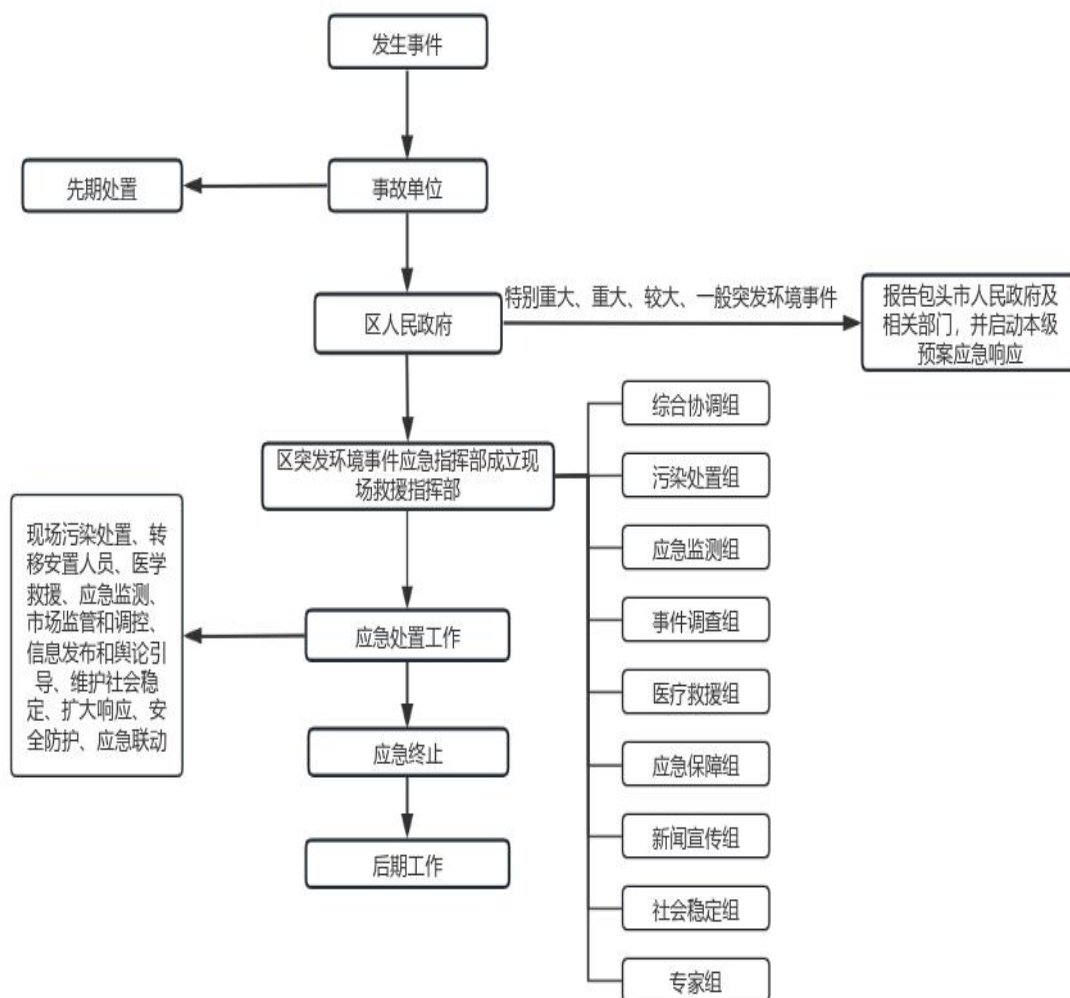 发生事件
先期处置
事故单位
特别重大、重大、较大、一般突发环境事件
区人民政府
报告包头市人民政府及
相关部门，并启动本级
预案应急响应
综合协调组
区突发环境事件应急指挥部成立现
场救援指挥部
污染处置组
现场污染处置、转
移安置人员、医学
救援、应急监测、
市场监管和调控、
信息发布和舆论引
导、维护社会稳
定、扩大响应、安
全防护、应急联动
应急监测组
应急处置工作
事件调查组
医疗救援组
应急终止
应急保障组
新闻宣传组
后期工作
社会稳定组
专家组